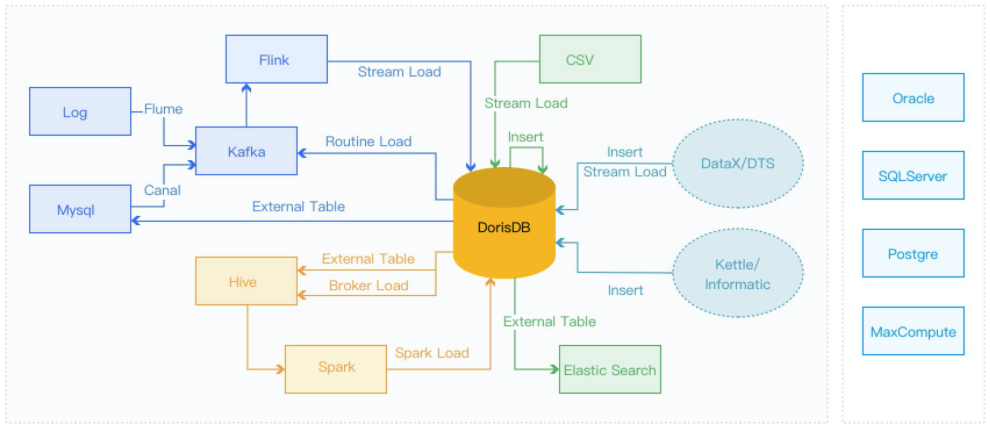 Flink
Stream Load
CSV
Stream Load
Log
Flume
Kafka
Routine Load
Insert
Insert
Stream Load
DataX/DTS
Canal
Mysql
External Table
DorisDB
Hive
External Table
Broker Load
Kettle/
Informatic
Insert
External Table
Spark
Spark Load
Elastic Search
Oracle
SQLServer
Postgre
MaxCompute